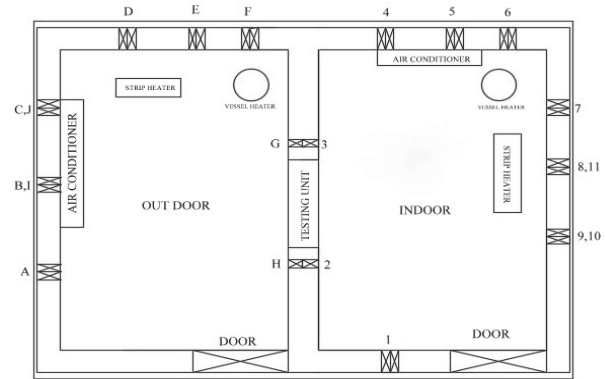 D
E
F
4
5
6
AIR CONDITIONER
STRIP HEATER
VESSEL HEATER
VESSEL HEATER
C,J
7
AIR CONDITIONER
G
3
STRIP HEATER
8,11
B,I
TESTING UNIT
OUT DOOR
INDOOR
9,10
A
H
2
DOOR
1
DOOR